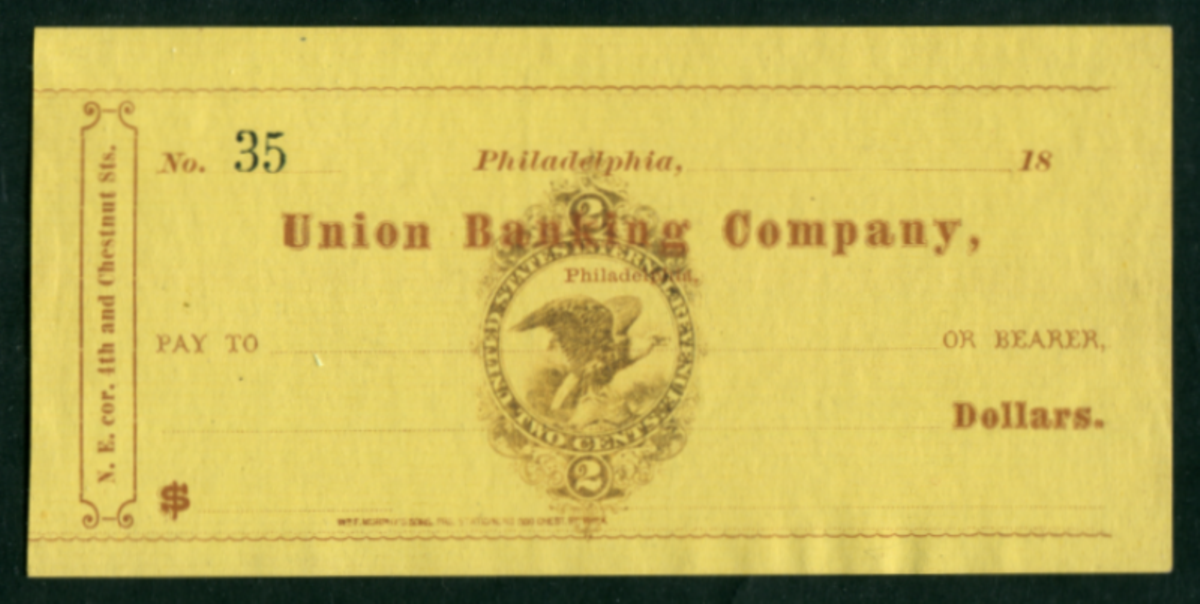 No. 35 Philadelphia, 18
Union Banking Company,
Philadelphia,
PAY TO OR BEARER,
Dollars.
$
N. E. cor. 4th and Chestnut Sts.
2
UNITED STATES INTERNAL REVENUE
TWO CENTS
2